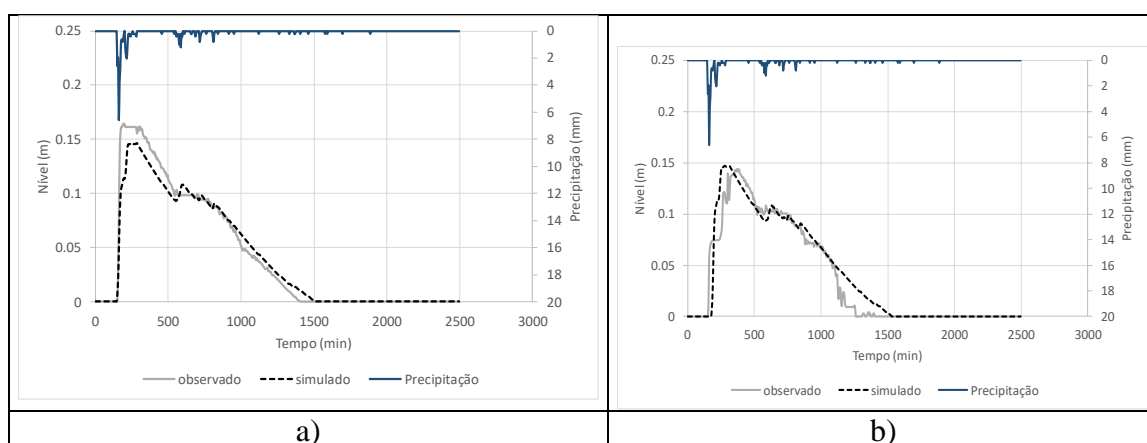 0.25
0.2
0.15
0.1
0.05
0
Nível (m)
0
2
4
6
8
10
12
14
16
18
20
Precipitação (mm)
0 500 1000 1500 2000 2500 3000
Tempo (min)
observado simulado Precipitação
a)
0.25
0.2
0.15
0.1
0.05
0
Nível (m)
0
2
4
6
8
10
12
14
16
18
20
Precipitação (mm)
0 500 1000 1500 2000 2500 3000
Tempo (min)
observado simulado Precipitação
b)